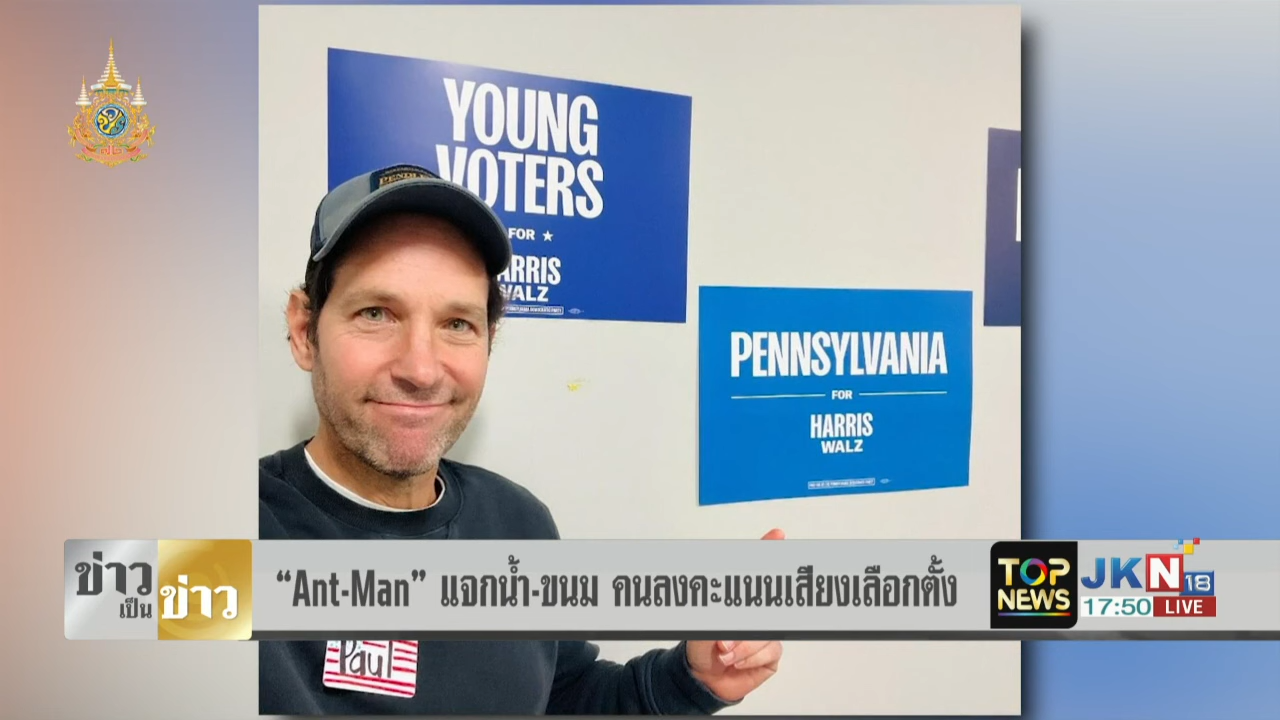 YOUNG
VOTERS
FOR
ARRIS
WALZ
PENNSYLVANIA
FOR
HARRIS
WALZ
ข่าว
เป็น
ข่าว
“Ant-Man” แจกน้ำ-ขนม คนลงคะแนนเสียงเลือกตั้ง
TOP
NEWS
JKN18
17:50 LIVE
Paul